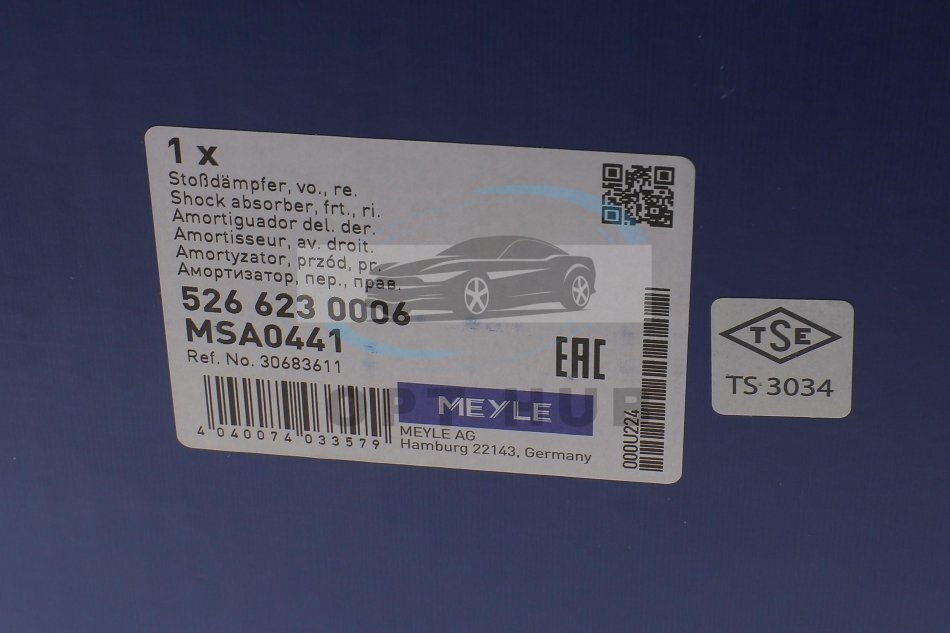 1 x
Stoßdämpfer, vo., re.
Shock absorber, frt., ri.
Amortiguador del. der.
Amortisseur, av. droit.
Amortyzator, przód, pr.
Амортизатор, пер., прав.
526 623 0006
MSA0441
Ref. No. 30683611
EAC
4 040074 033579
MEYLE
MEYLE AG
Hamburg 22143, Germany
000U224
OPT HUB
TSE
TS 3034